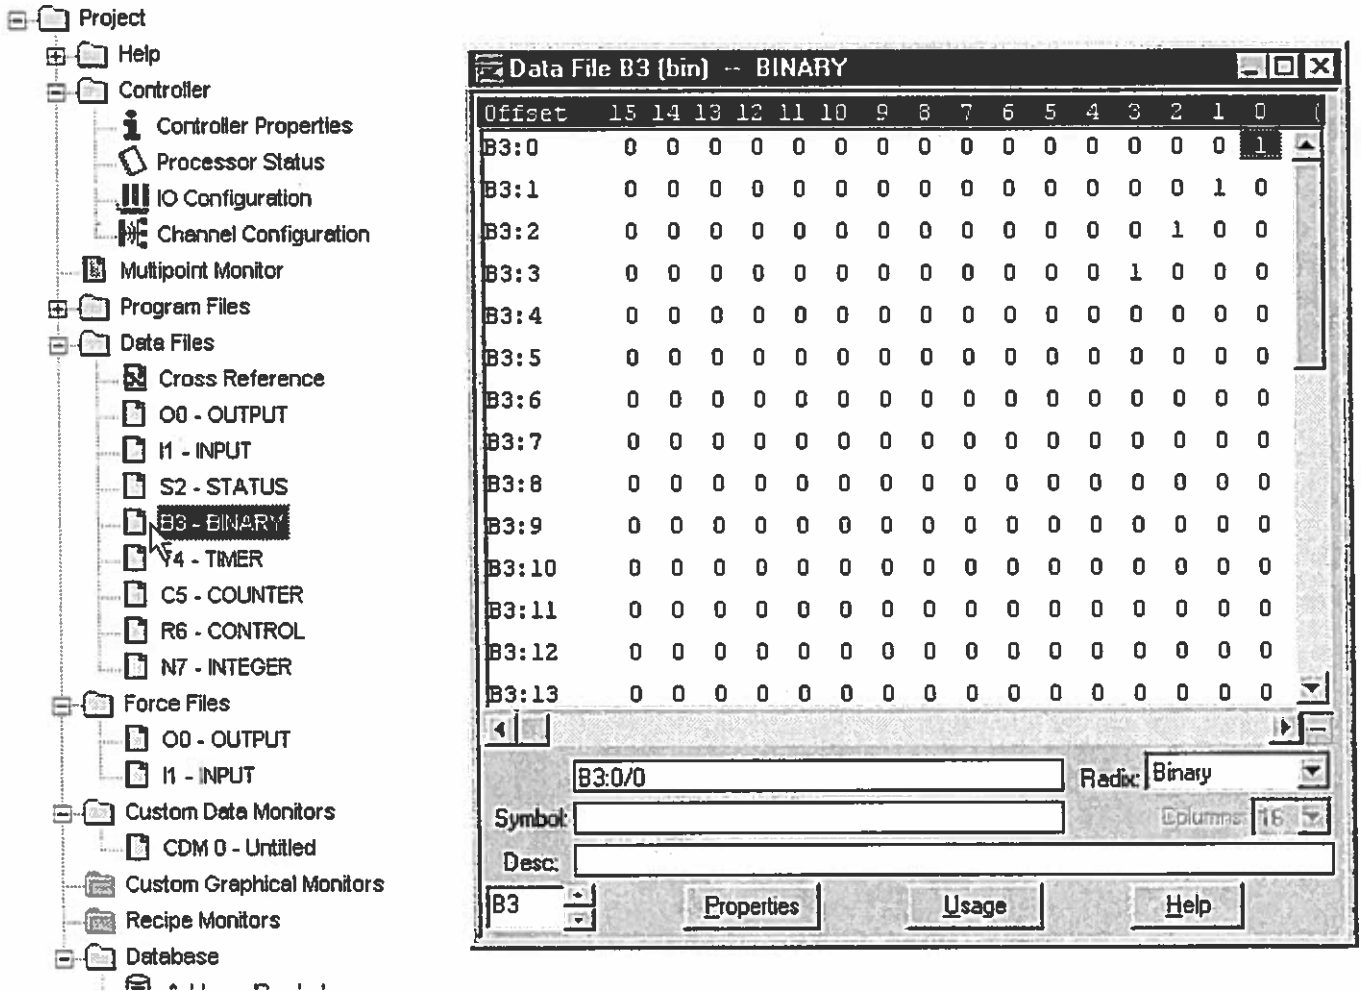 Project
Help
Controller
Controller Properties
Processor Status
IO Configuration
Channel Configuration
Multipoint Monitor
Program Files
Data Files
Cross Reference
O0 - OUTPUT
I1 - INPUT
S2 - STATUS
B3 - BINARY
T4 - TIMER
C5 - COUNTER
R6 - CONTROL
N7 - INTEGER
Force Files
O0 - OUTPUT
I1 - INPUT
Custom Data Monitors
CDM 0 - Untitled
Custom Graphical Monitors
Recipe Monitors
Database
Data File B3 (bin) -- BINARY
Offset 15 14 13 12 11 10 9 8 7 6 5 4 3 2 1 0 (
B3:0 0 0 0 0 0 0 0 0 0 0 0 0 0 0 0 1
B3:1 0 0 0 0 0 0 0 0 0 0 0 0 0 0 1 0
B3:2 0 0 0 0 0 0 0 0 0 0 0 0 0 1 0 0
B3:3 0 0 0 0 0 0 0 0 0 0 0 0 1 0 0 0
B3:4 0 0 0 0 0 0 0 0 0 0 0 0 0 0 0 0
B3:5 0 0 0 0 0 0 0 0 0 0 0 0 0 0 0 0
B3:6 0 0 0 0 0 0 0 0 0 0 0 0 0 0 0 0
B3:7 0 0 0 0 0 0 0 0 0 0 0 0 0 0 0 0
B3:8 0 0 0 0 0 0 0 0 0 0 0 0 0 0 0 0
B3:9 0 0 0 0 0 0 0 0 0 0 0 0 0 0 0 0
B3:10 0 0 0 0 0 0 0 0 0 0 0 0 0 0 0 0
B3:11 0 0 0 0 0 0 0 0 0 0 0 0 0 0 0 0
B3:12 0 0 0 0 0 0 0 0 0 0 0 0 0 0 0 0
B3:13 0 0 0 0 0 0 0 0 0 0 0 0 0 0 0 0
B3:0/0
Radix: Binary
Symbol:
Columns: 16
Desc:
B3
Properties
Usage
Help